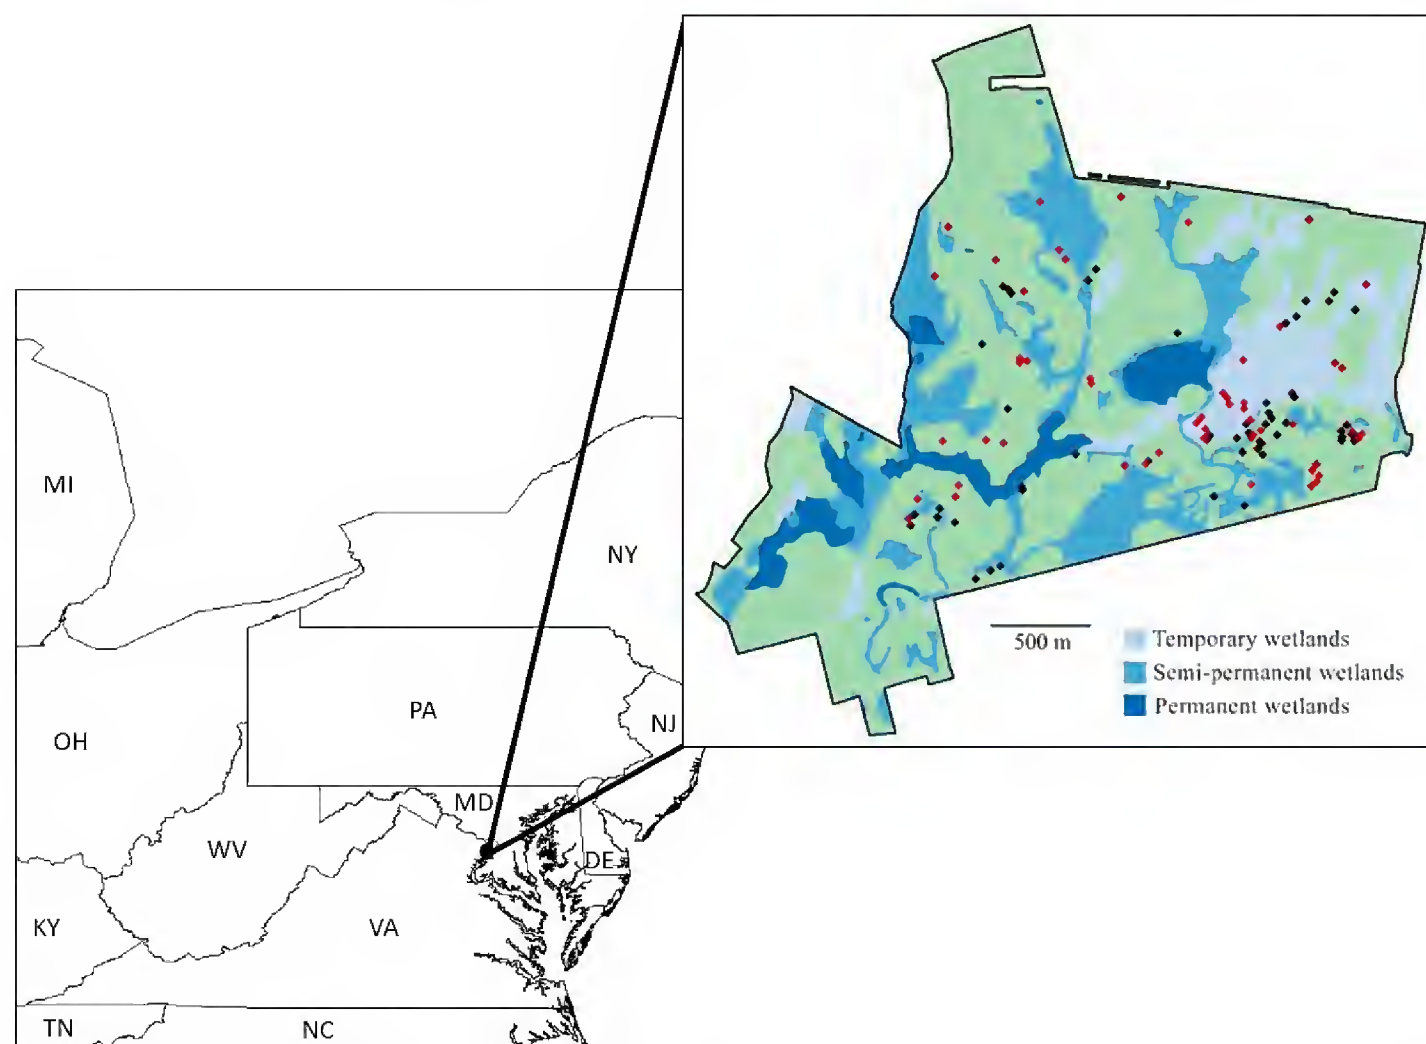 500 m
Temporary wetlands
Semi-permanent wetlands
Permanent wetlands
MI
NY
PA
NJ
OH
MD
WV
DE
KY
VA
TN
NC